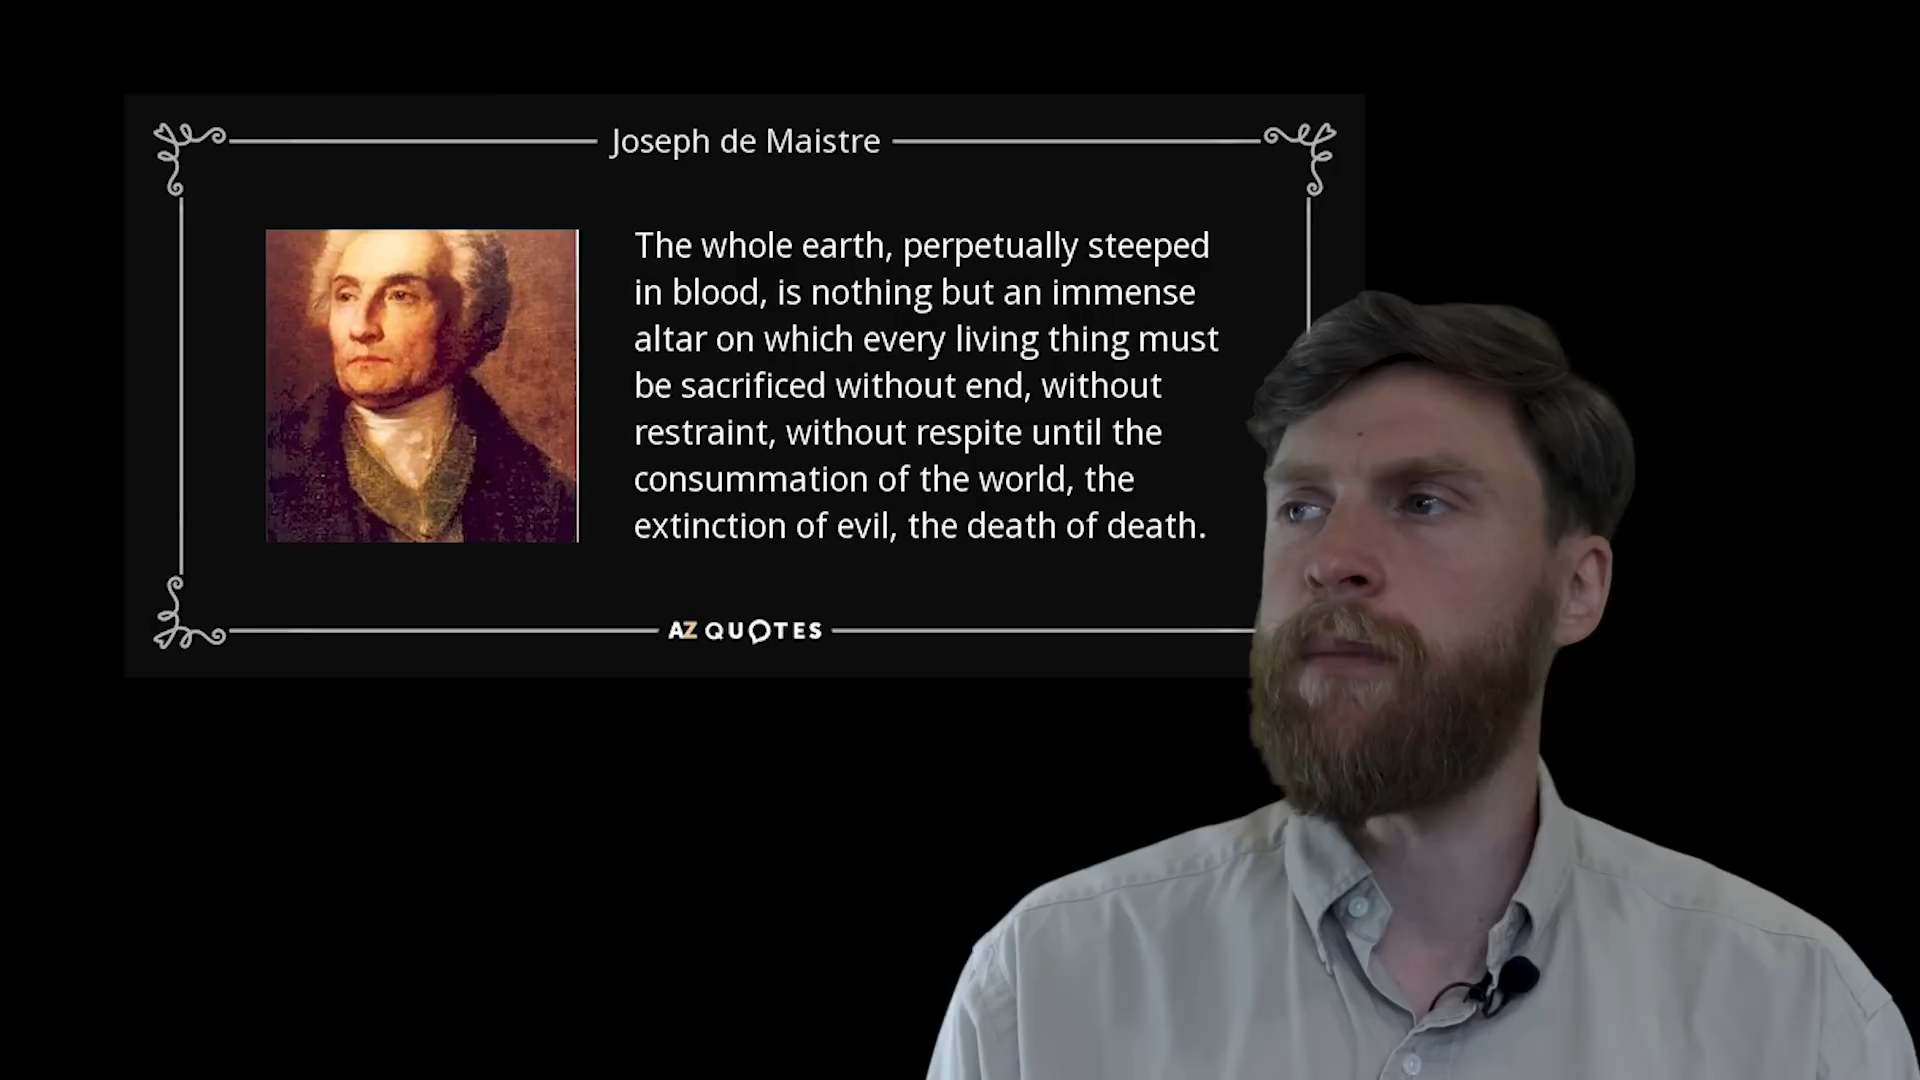 Joseph de Maistre
The whole earth, perpetually steeped
in blood, is nothing but an immense
altar on which every living thing must
be sacrificed without end, without
restraint, without respite until the
consummation of the world, the
extinction of evil, the death of death.
AZ QUOTES